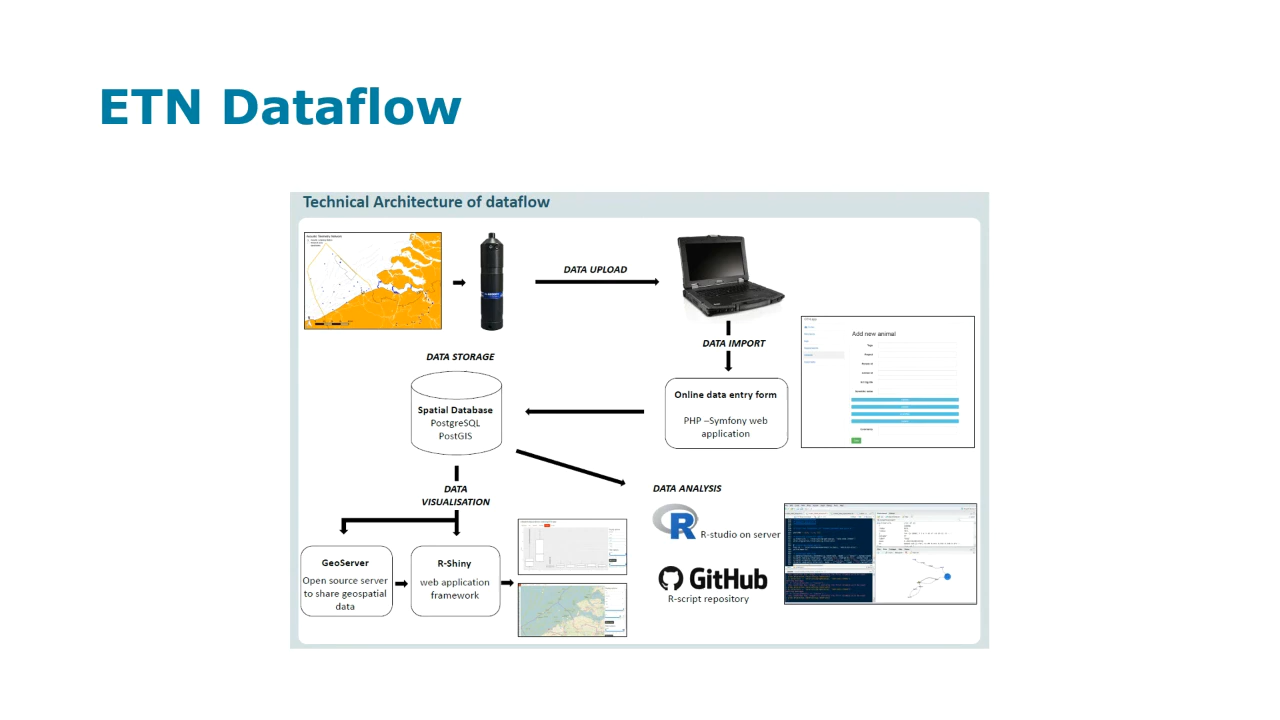 ETN Dataflow
Technical Architecture of dataflow
DATA UPLOAD
DATA IMPORT
Add new animal
DATA STORAGE
Spatial Database
PostgreSQL
PostGIS
Online data entry form
PHP –Symfony web
application
DATA
VISUALISATION
DATA ANALYSIS
R
R-studio on server
GitHub
R-script repository
GeoServer
Open source server
to share geospatial
data
R-Shiny
web application
framework